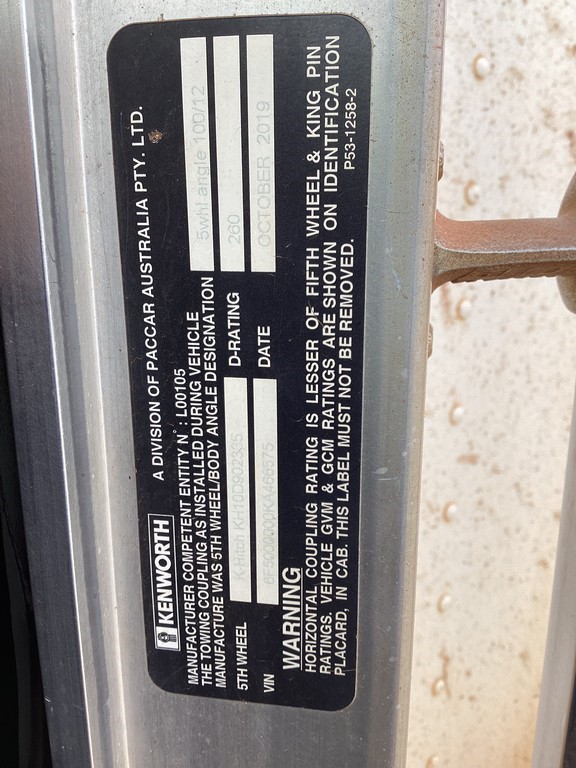 KENWORTH A DIVISION OF PACCAR AUSTRALIA PTY. LTD.
MANUFACTURER COMPETENT ENTITY N° : L00105
THE TOWING COUPLING AS INSTALLED DURING VEHICLE
MANUFACTURE WAS 5TH WHEEL/BODY ANGLE DESIGNATION 5whl angle 100/12
5TH WHEEL K-Hitch KH10D902335 D-RATING 260
VIN DATE OCTOBER 2019
WARNING
HORIZONTAL COUPLING RATING IS LESSER OF FIFTH WHEEL & KING PIN
RATINGS. VEHICLE GVM & GCM RATINGS ARE SHOWN ON IDENTIFICATION
PLACARD, IN CAB. THIS LABEL MUST NOT BE REMOVED. P53-1258-2